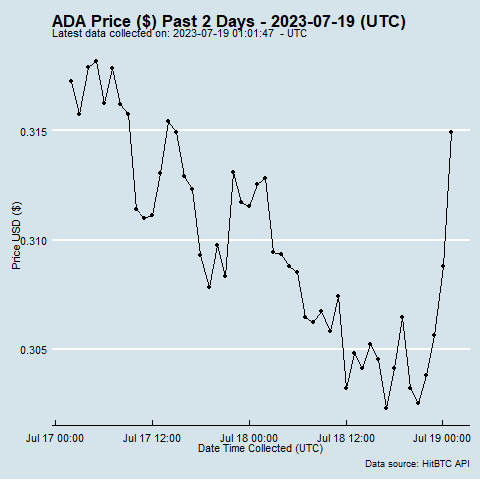 ADA Price ($) Past 2 Days - 2023-07-19 (UTC)
Latest data collected on: 2023-07-19 01:01:47  - UTC
Price USD ($)
0.315
0.310
0.305
Jul 17 00:00
Jul 17 12:00
Jul 18 00:00
Jul 18 12:00
Jul 19 00:00
Date Time Collected (UTC)
Data source: HitBTC API